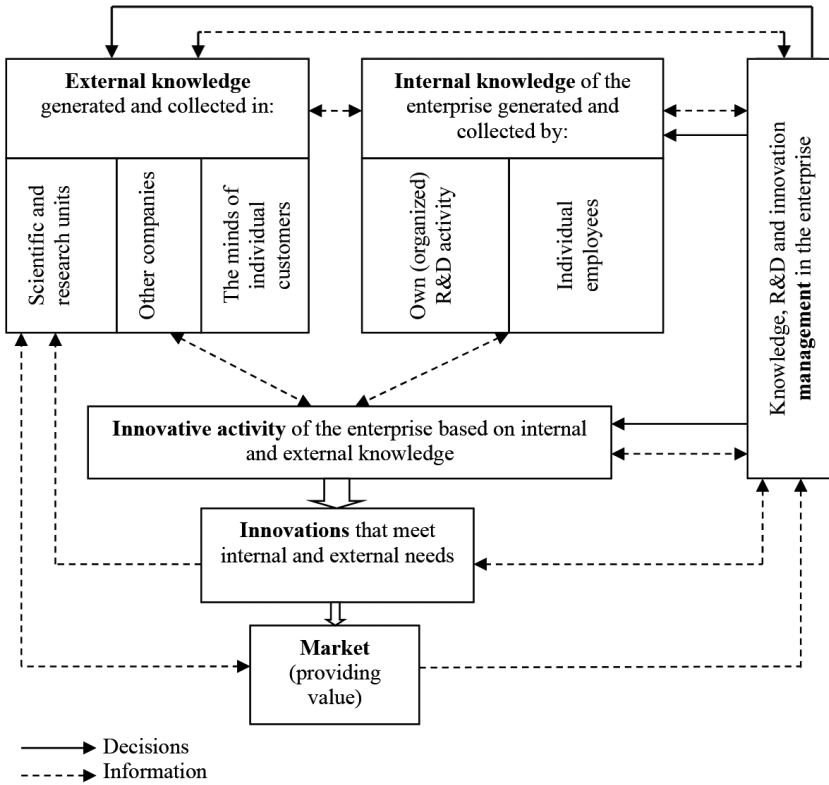 External knowledge
generated and collected in:
Scientific and
research units
Other companies
The minds of
individual
customers
Internal knowledge of the
enterprise generated and
collected by:
Own (organized)
R&D activity
Individual
employees
Knowledge, R&D and innovation
management in the enterprise
Innovative activity of the enterprise based on internal
and external knowledge
Innovations that meet
internal and external needs
Market
(providing
value)
Decisions
Information